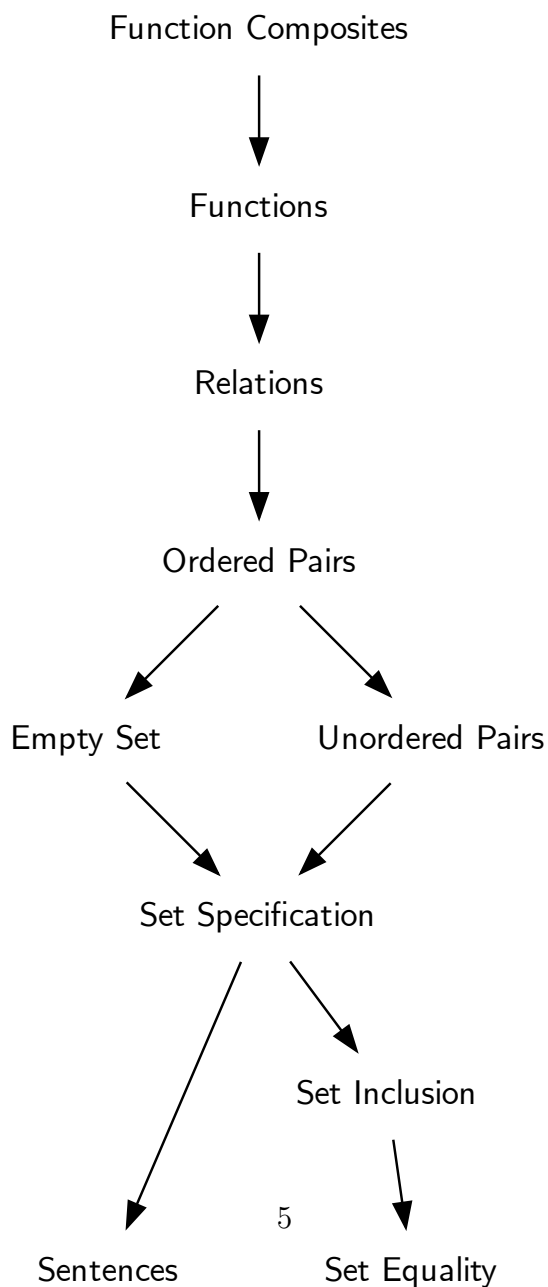 Function Composites
Functions
Relations
Ordered Pairs
Empty Set
Unordered Pairs
Set Specification
Set Inclusion
5
Sentences
Set Equality